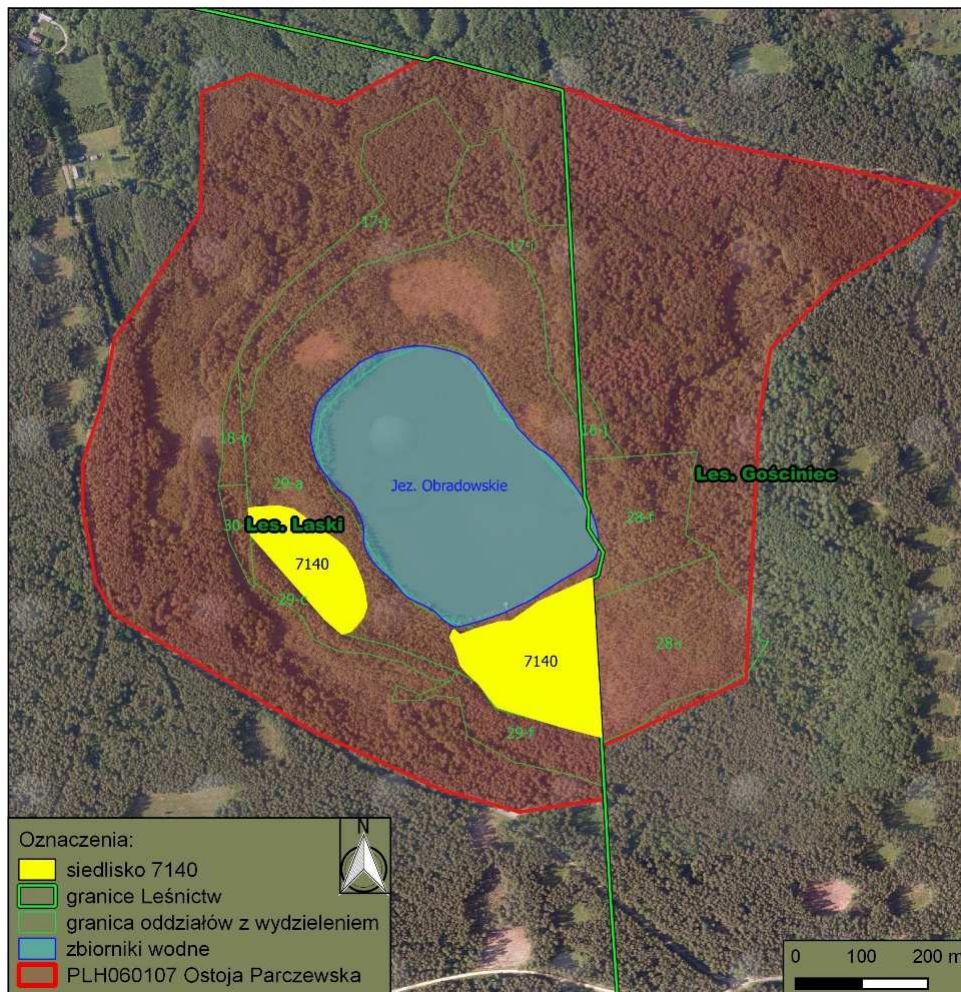 17-j
17-i
18-y
18-j
Les. Gościniec
29-a
Jez. Obradowskie
28-f
30
Les. Laski
7140
29-c
7140
28-a
29-f
Oznaczenia:
N
siedlisko 7140
granice Leśnictw
granica oddziałów z wydzieleniem
zbiorniki wodne
PLH060107 Ostoja Parczewska
0 100 200 m